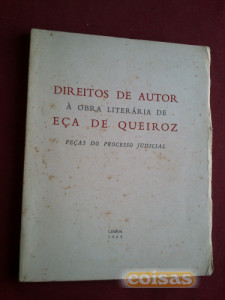 DIREITOS DE AUTOR
À OBRA LITERÁRIA DE
EÇA DE QUEIROZ
PEÇAS DO PROCESSO JUDICIAL
LISBOA
coisas